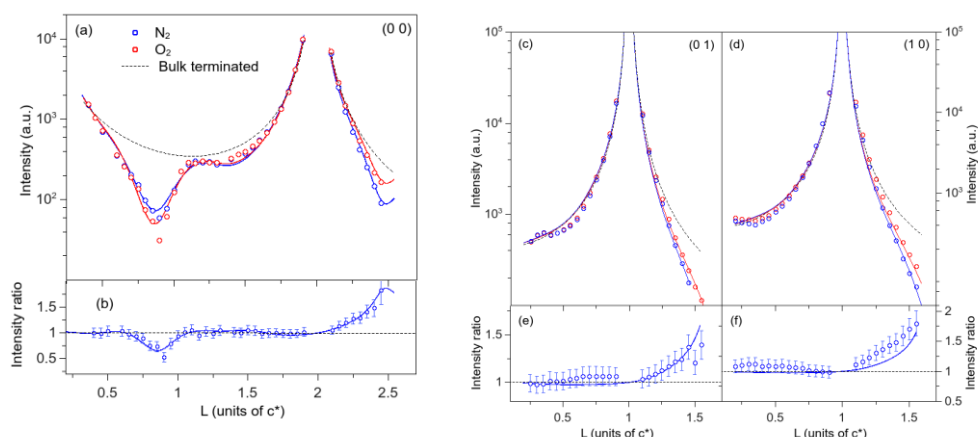 (a)
(0 0)
N₂
O₂
Bulk terminated
Intensity (a.u.)
10⁴
10³
10²
(b)
Intensity ratio
1.5
1
0.5
0.5 1 1.5 2 2.5
L (units of c*)
(c)
(0 1)
(d)
(1 0)
Intensity (a.u.)
10⁵
10⁴
10³
10⁵
10⁴
10³
Intensity (a.u.)
(e)
(f)
Intensity ratio
1.5
1
2
1.5
1
0.5
Intensity ratio
0.5 1 1.5 0.5 1 1.5
L (units of c*) L (units of c*)